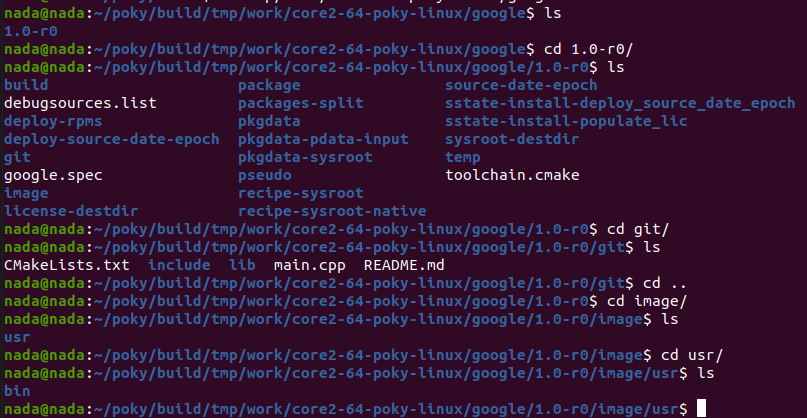 nada@nada:~/poky/build/tmp/work/core2-64-poky-linux/google$ ls
1.0-r0
nada@nada:~/poky/build/tmp/work/core2-64-poky-linux/google$ cd 1.0-r0/
nada@nada:~/poky/build/tmp/work/core2-64-poky-linux/google/1.0-r0$ ls
build package source-date-epoch
debugsources.list packages-split sstate-install-deploy_source_date_epoch
deploy-rpms pkgdata sstate-install-populate_lic
deploy-source-date-epoch pkgdata-pdata-input sysroot-destdir
git pkgdata-sysroot temp
google.spec pseudo toolchain.cmake
image recipe-sysroot
license-destdir recipe-sysroot-native
nada@nada:~/poky/build/tmp/work/core2-64-poky-linux/google/1.0-r0$ cd git/
nada@nada:~/poky/build/tmp/work/core2-64-poky-linux/google/1.0-r0/git$ ls
CMakeLists.txt include lib main.cpp README.md
nada@nada:~/poky/build/tmp/work/core2-64-poky-linux/google/1.0-r0/git$ cd ..
nada@nada:~/poky/build/tmp/work/core2-64-poky-linux/google/1.0-r0$ cd image/
nada@nada:~/poky/build/tmp/work/core2-64-poky-linux/google/1.0-r0/image$ ls
usr
nada@nada:~/poky/build/tmp/work/core2-64-poky-linux/google/1.0-r0/image$ cd usr/
nada@nada:~/poky/build/tmp/work/core2-64-poky-linux/google/1.0-r0/image/usr$ ls
bin
nada@nada:~/poky/build/tmp/work/core2-64-poky-linux/google/1.0-r0/image/usr$